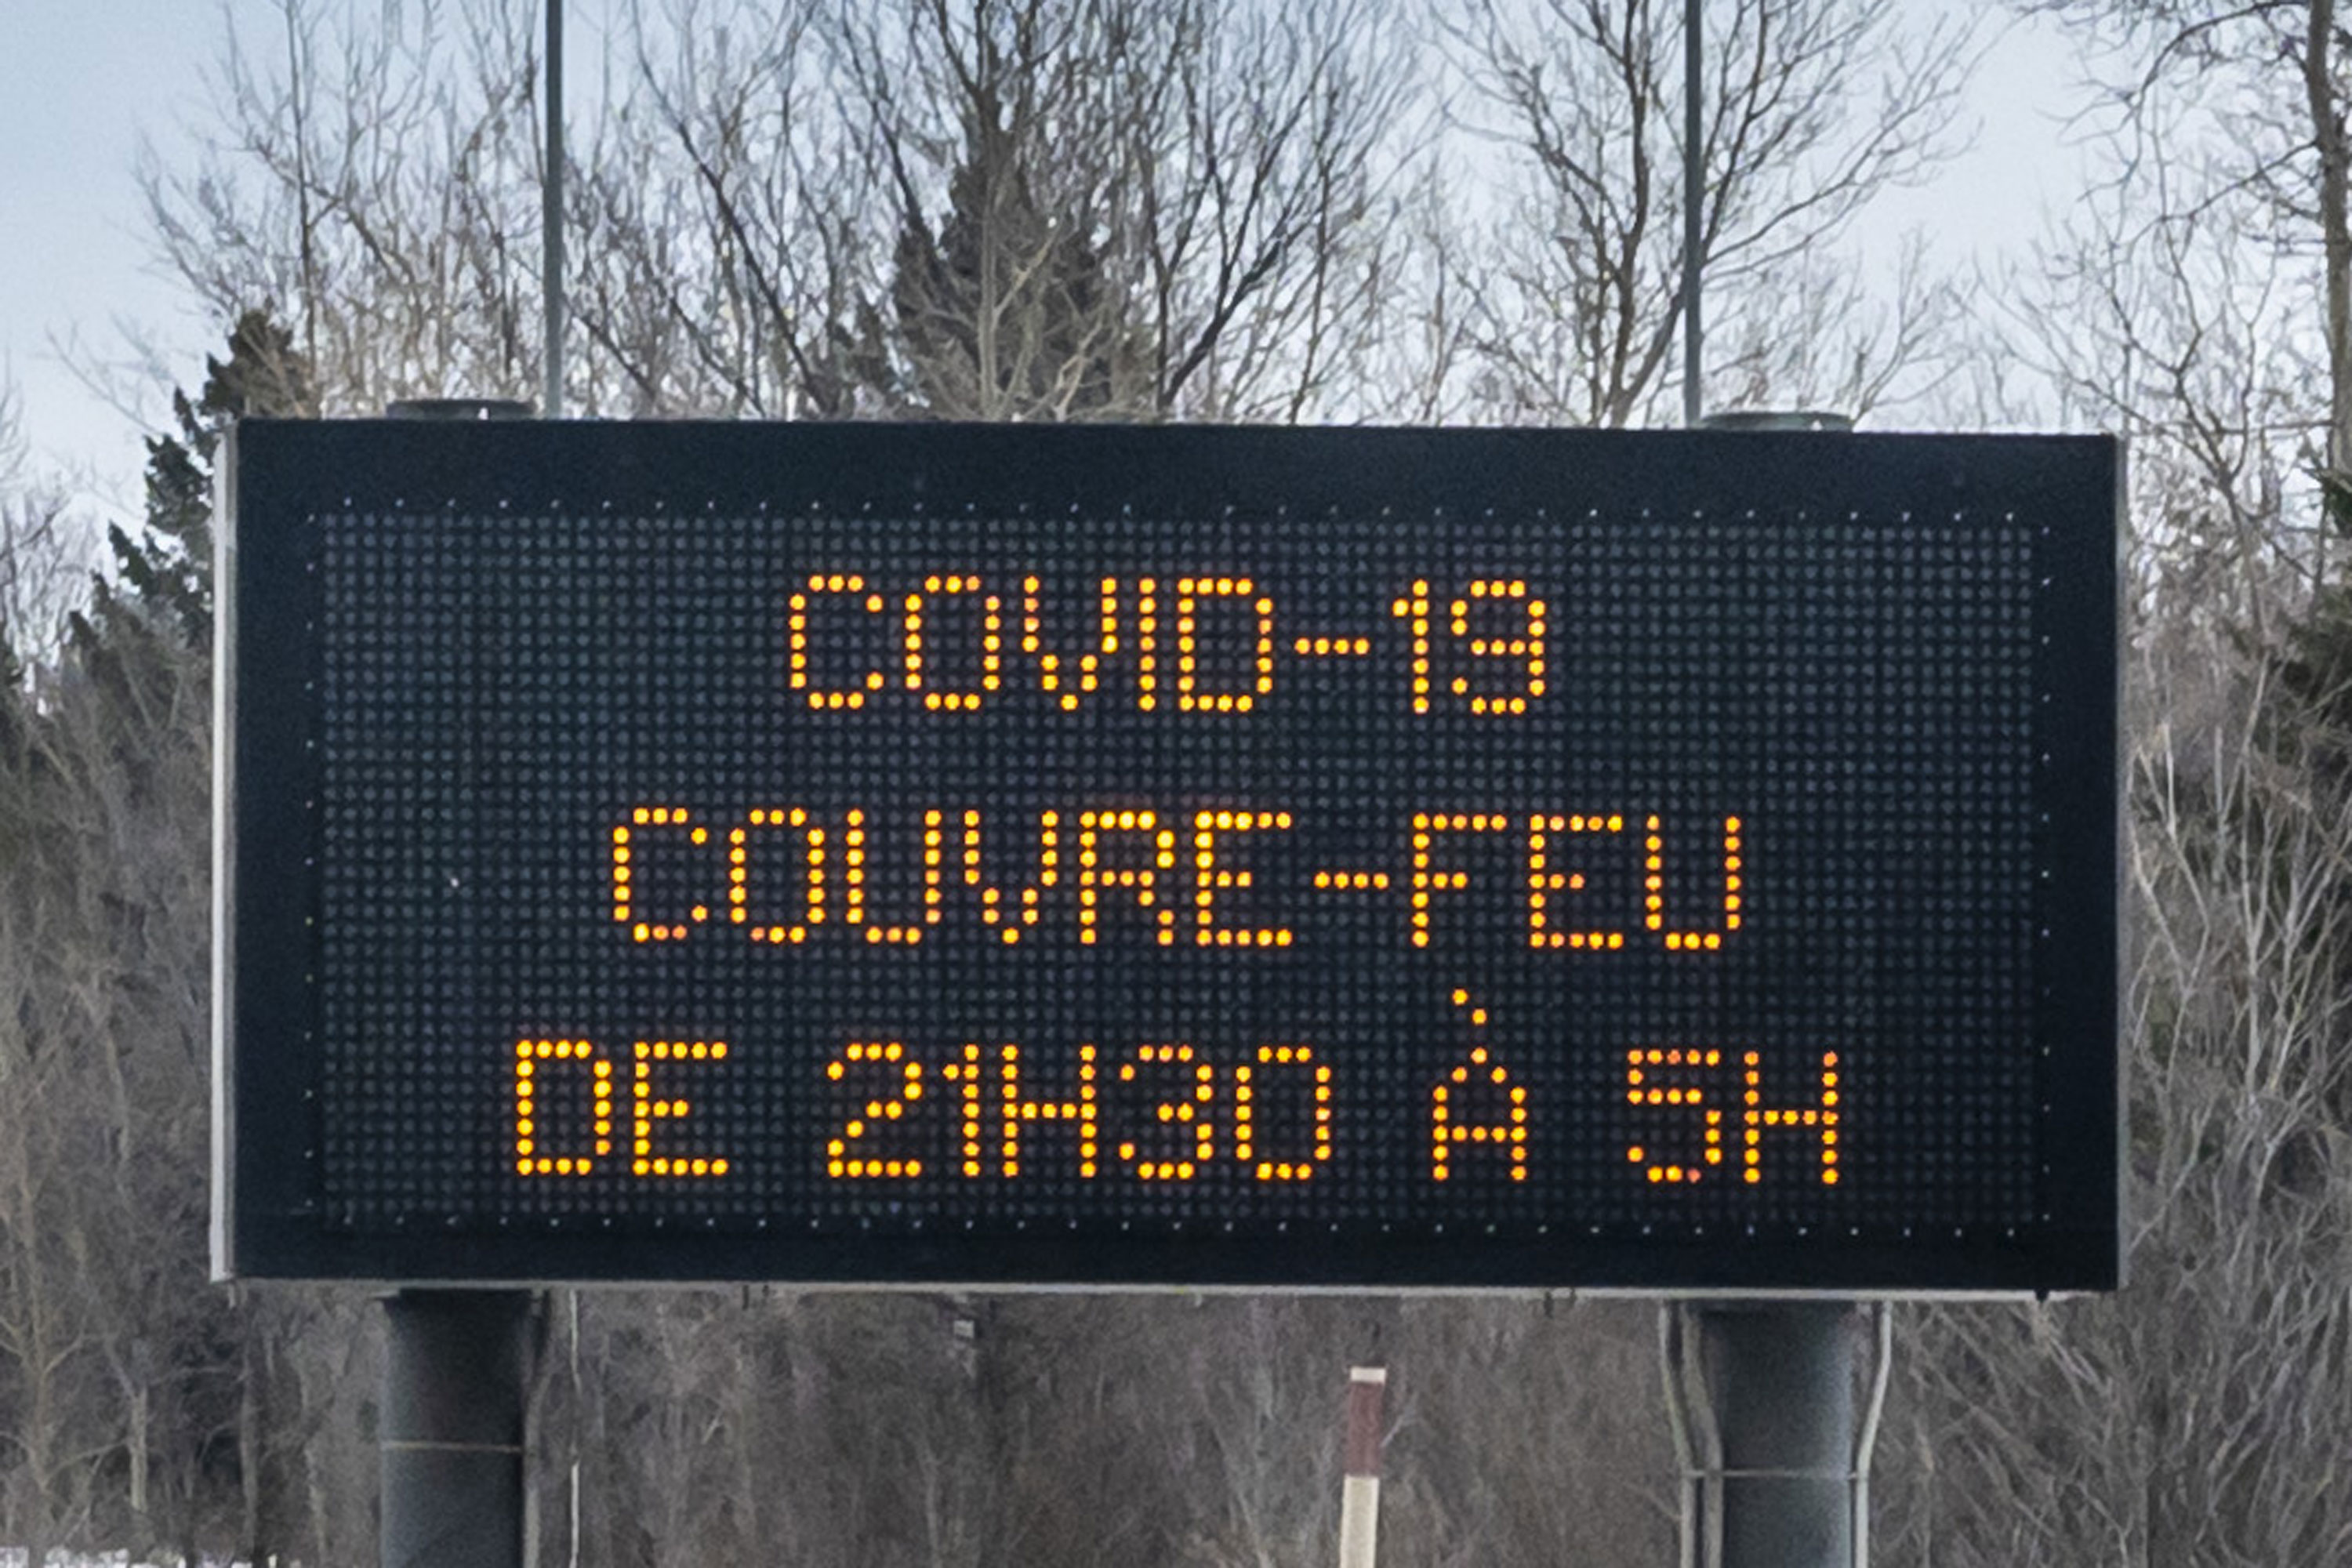 COVID-19
COUVRE-FEU
DE 21H30 À 5H